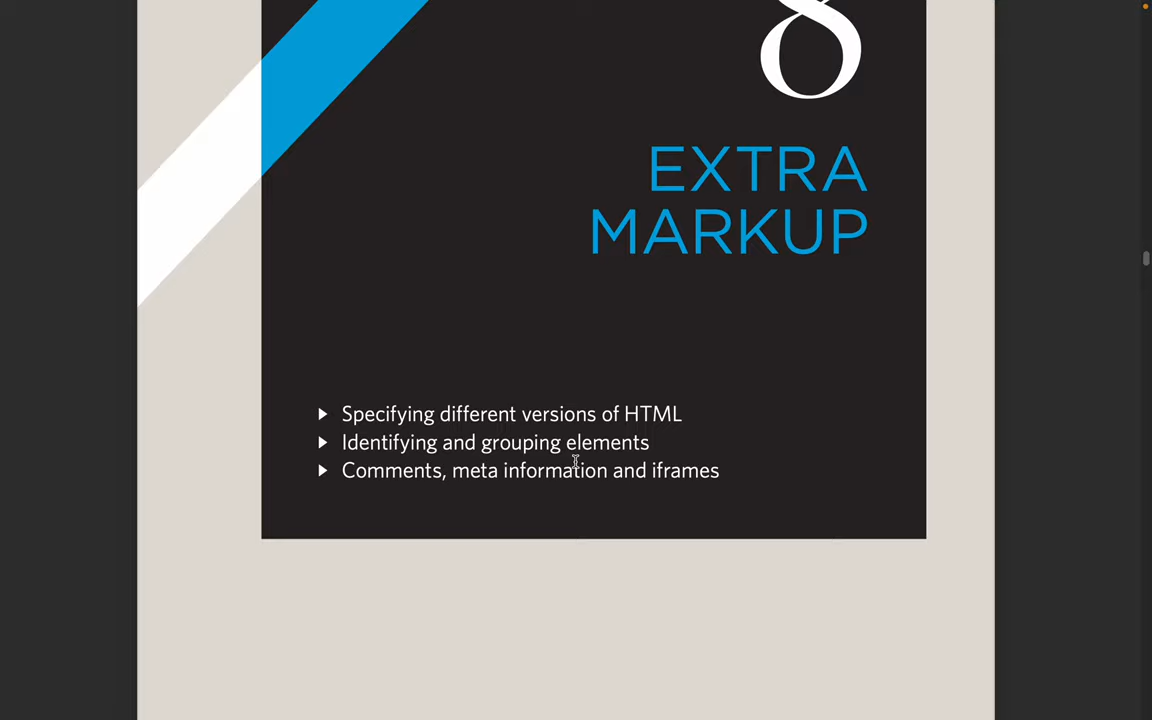 8
EXTRA
MARKUP
Specifying different versions of HTML
Identifying and grouping elements
Comments, meta information and iframes